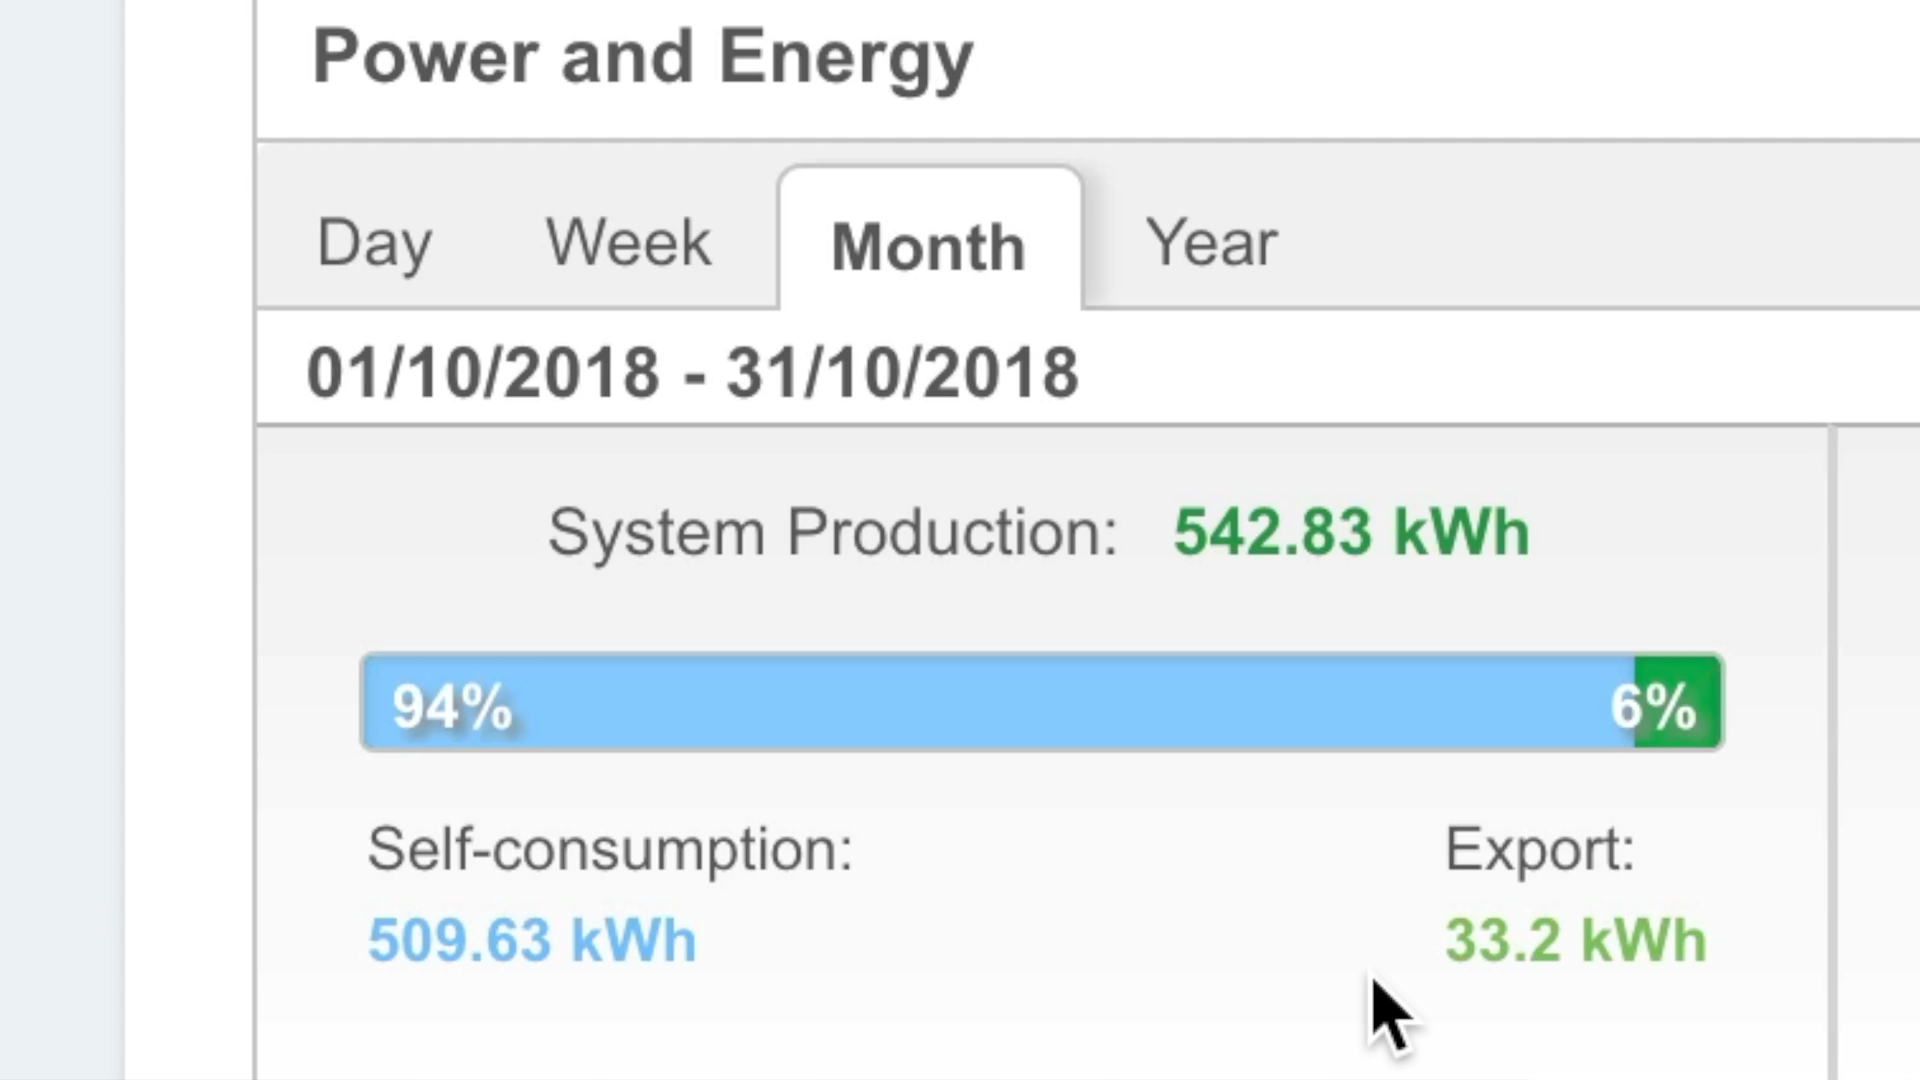 Power and Energy
Day Week Month Year
01/10/2018 - 31/10/2018
System Production: 542.83 kWh
94% 6%
Self-consumption: Export:
509.63 kWh 33.2 kWh